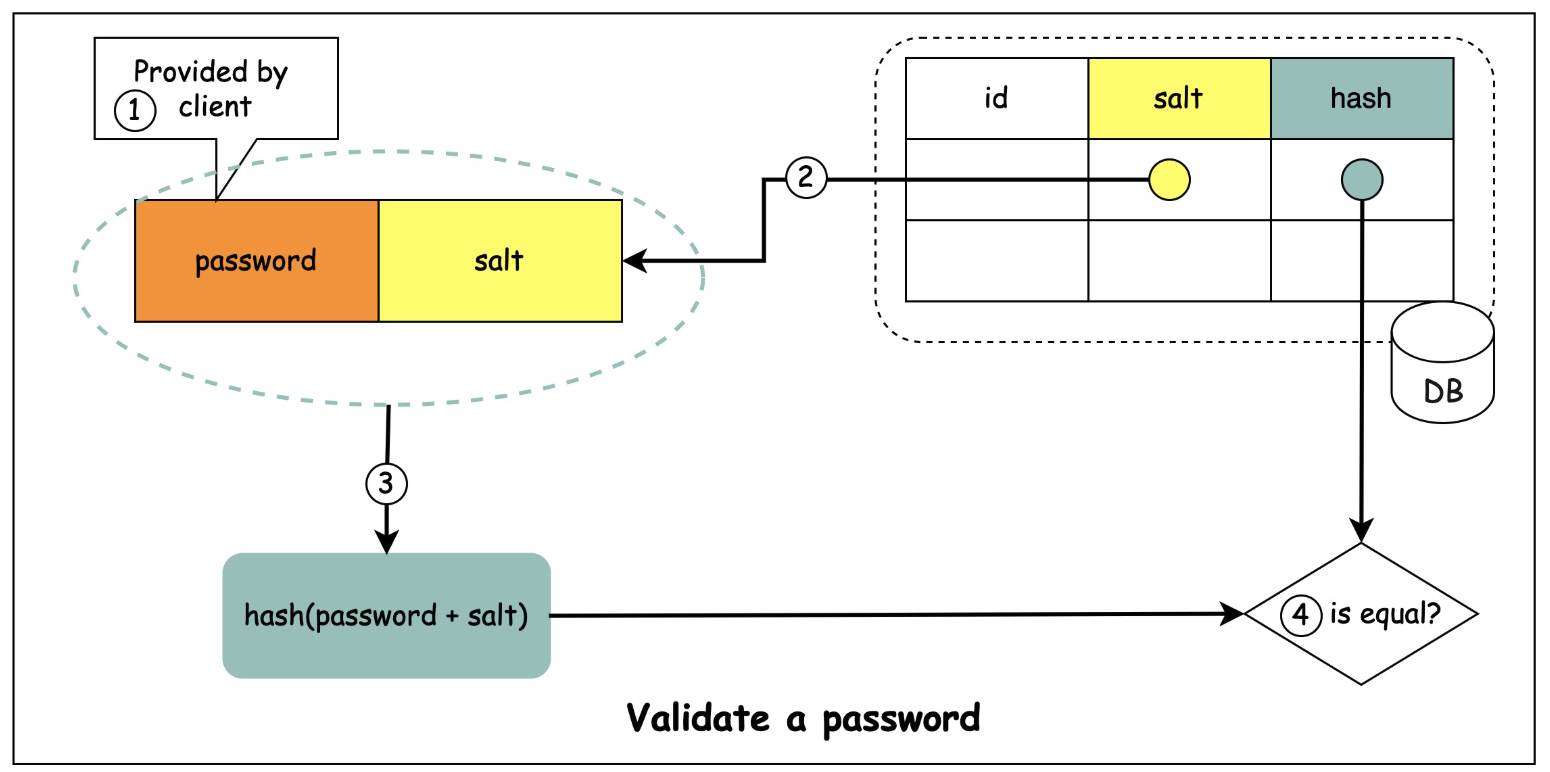 Provided by
1 client
id
salt
hash
2
password
salt
DB
3
hash(password + salt)
4 is equal?
Validate a password